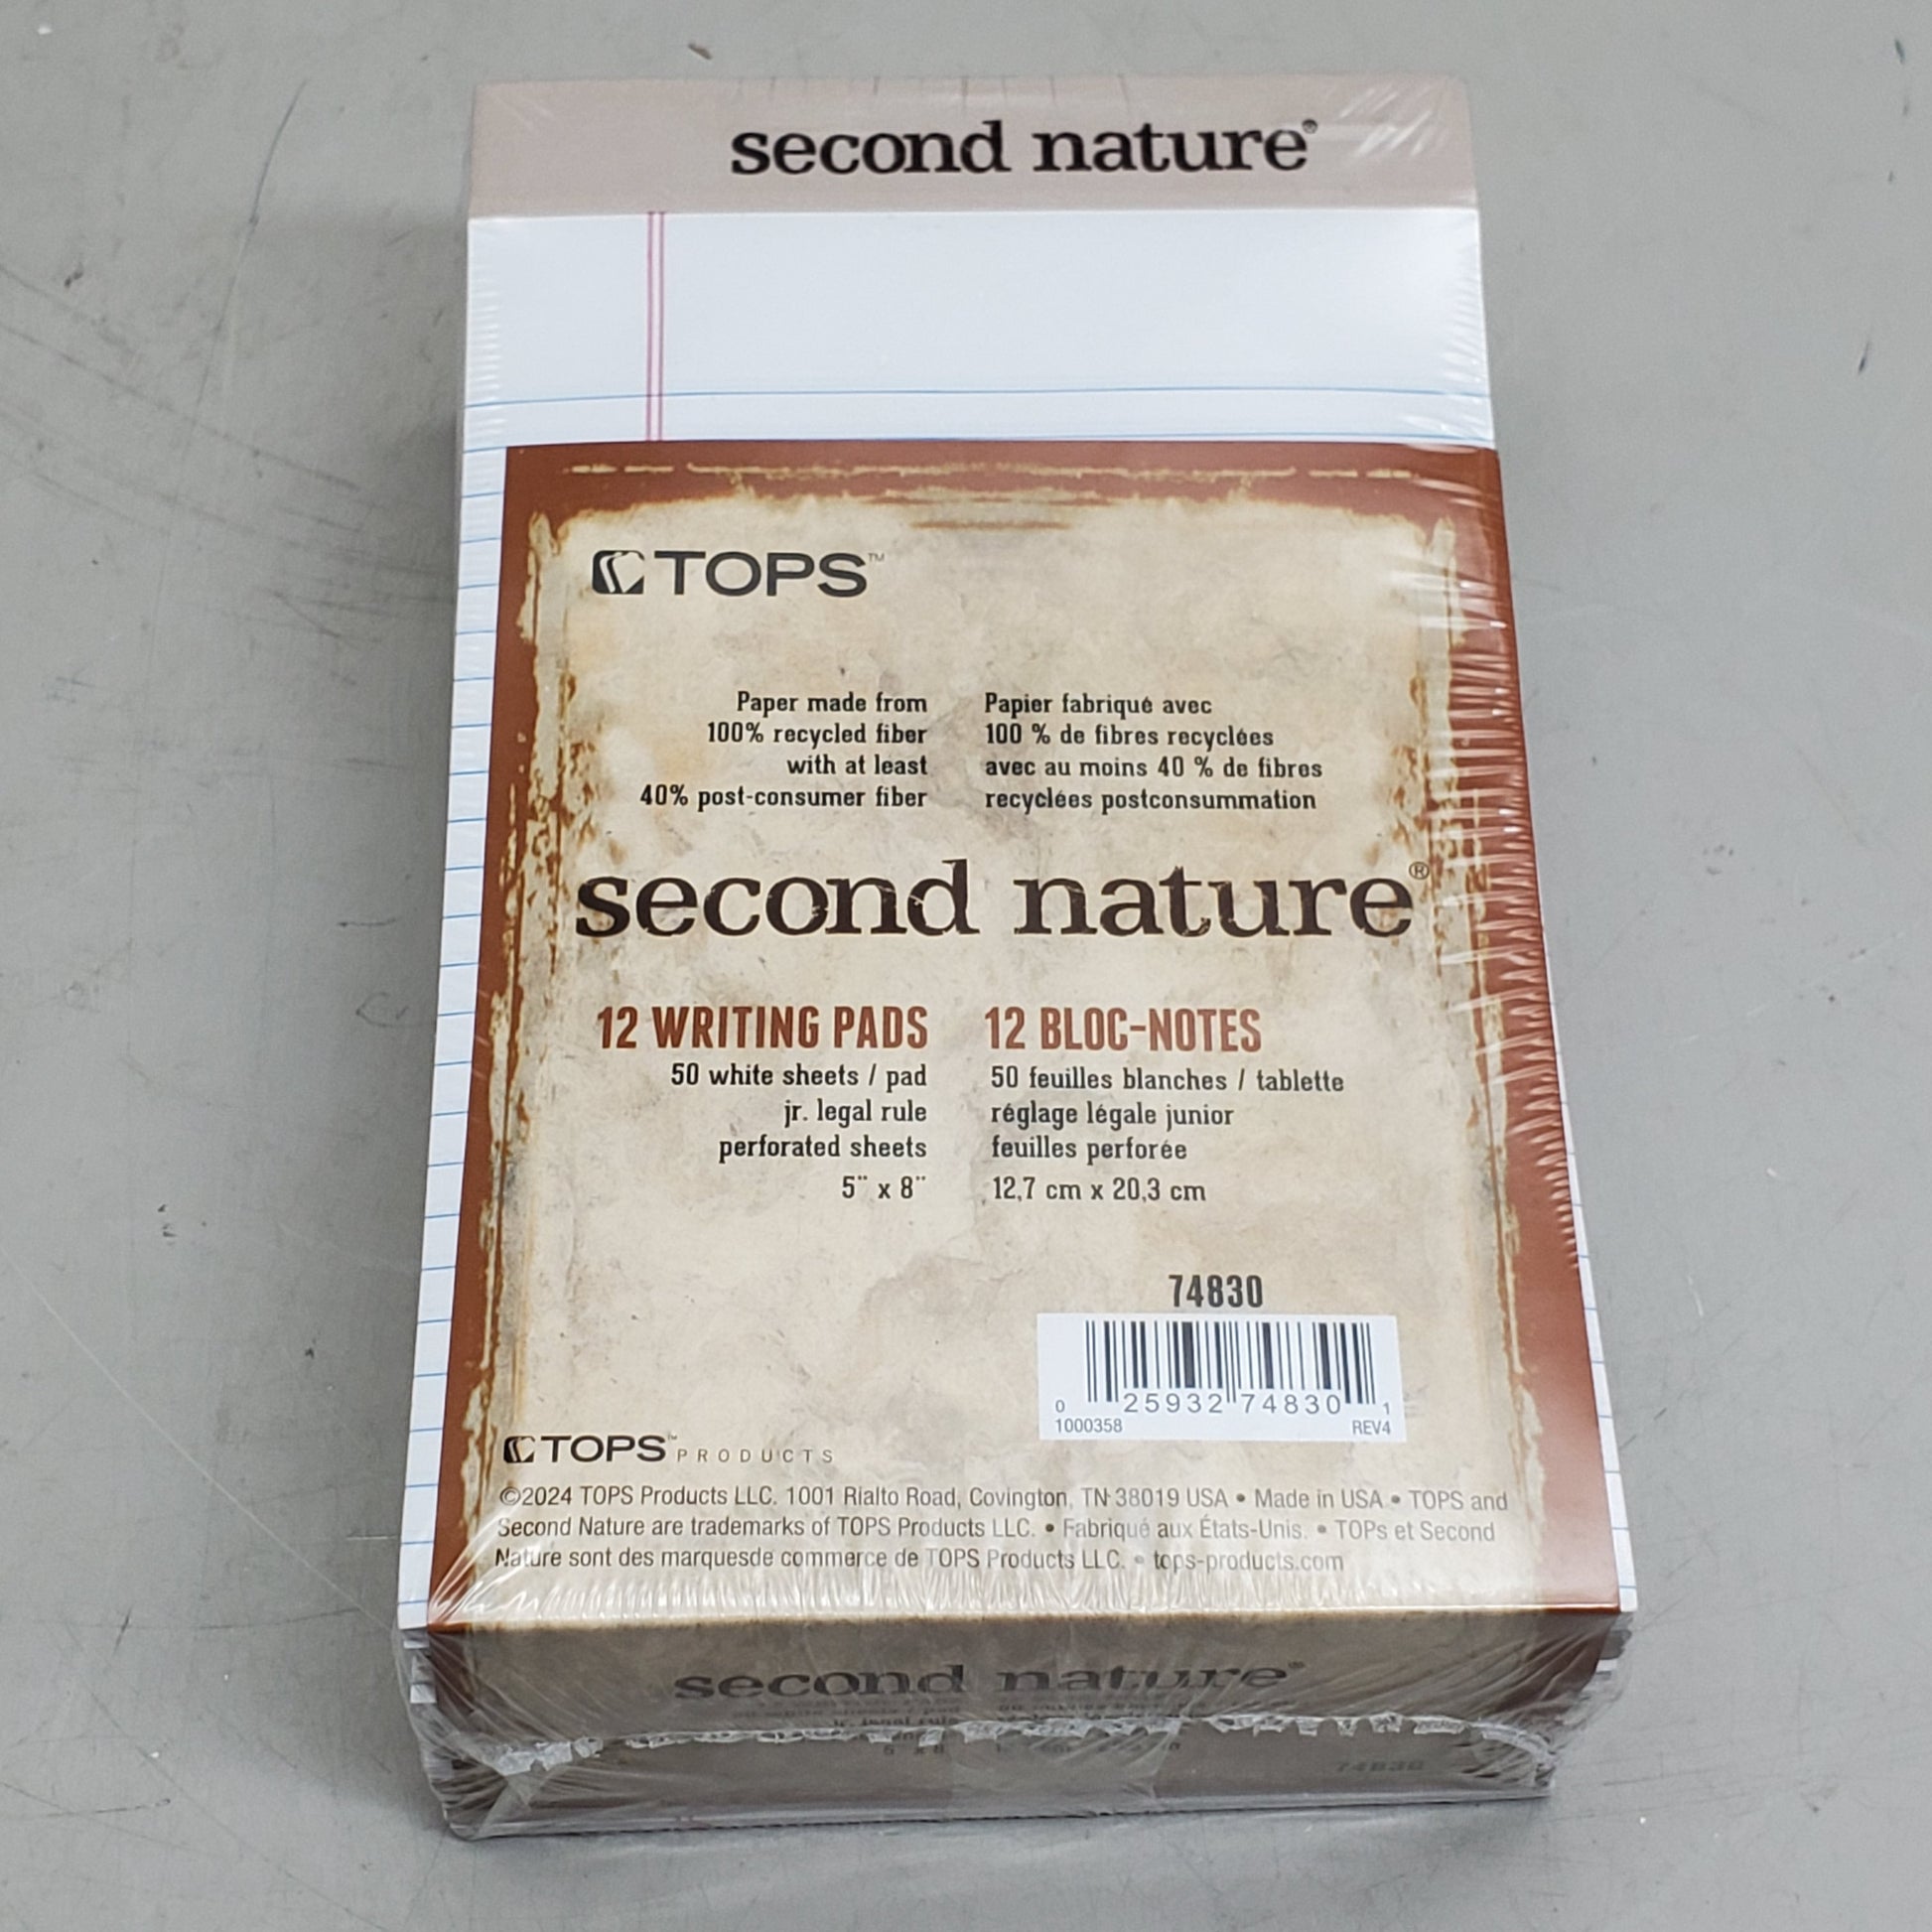 second nature®
TOPS™
Paper made from
100% recycled fiber
with at least
40% post-consumer fiber
Papier fabriqué avec
100 % de fibres recyclées
avec au moins 40 % de fibres
recyclées postconsummation
second nature®
12 WRITING PADS
50 white sheets / pad
jr. legal rule
perforated sheets
5" x 8"
12 BLOC-NOTES
50 feuilles blanches / tablette
réglage légale junior
feuilles perforée
12,7 cm x 20,3 cm
74830
0 25932 74830 1
1000358 REV4
TOPS™ PRODUCTS
©2024 TOPS Products LLC. 1001 Rialto Road, Covington, TN 38019 USA • Made in USA • TOPS and
Second Nature are trademarks of TOPS Products LLC. • Fabriqué aux États-Unis. • TOPs et Second
Nature sont des marquesde commerce de TOPS Products LLC. • tops-products.com
second nature®
jr. legal rule
74830